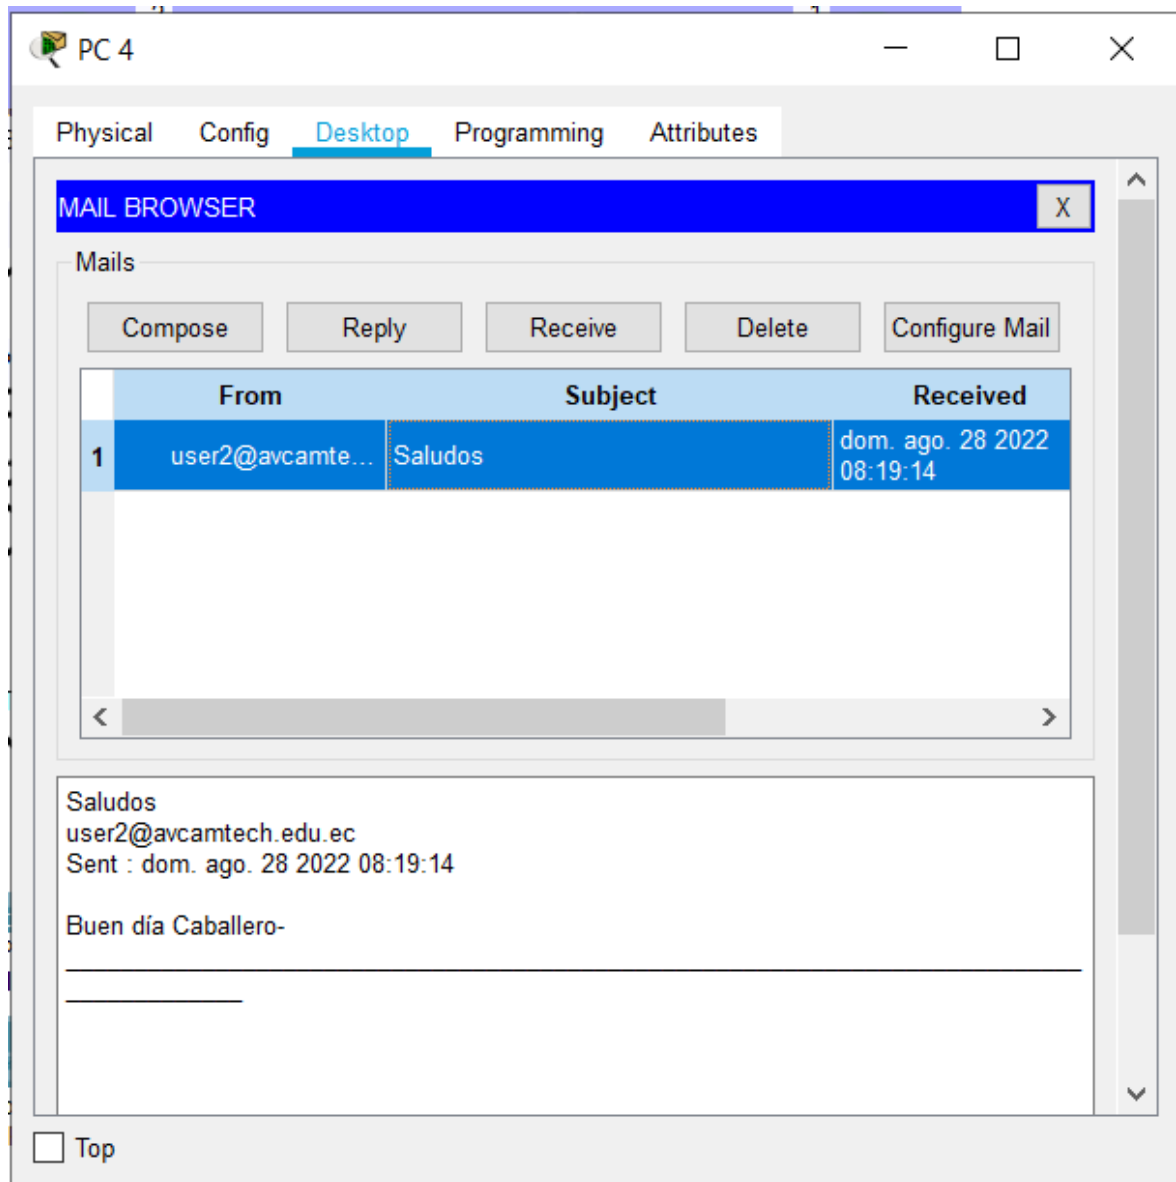 PC 4
Physical Config Desktop Programming Attributes
MAIL BROWSER X
Mails
Compose Reply Receive Delete Configure Mail
From Subject Received
1 user2@avcamte... Saludos dom. ago. 28 2022
08:19:14
Saludos
user2@avcamtech.edu.ec
Sent : dom. ago. 28 2022 08:19:14
Buen día Caballero-
Top